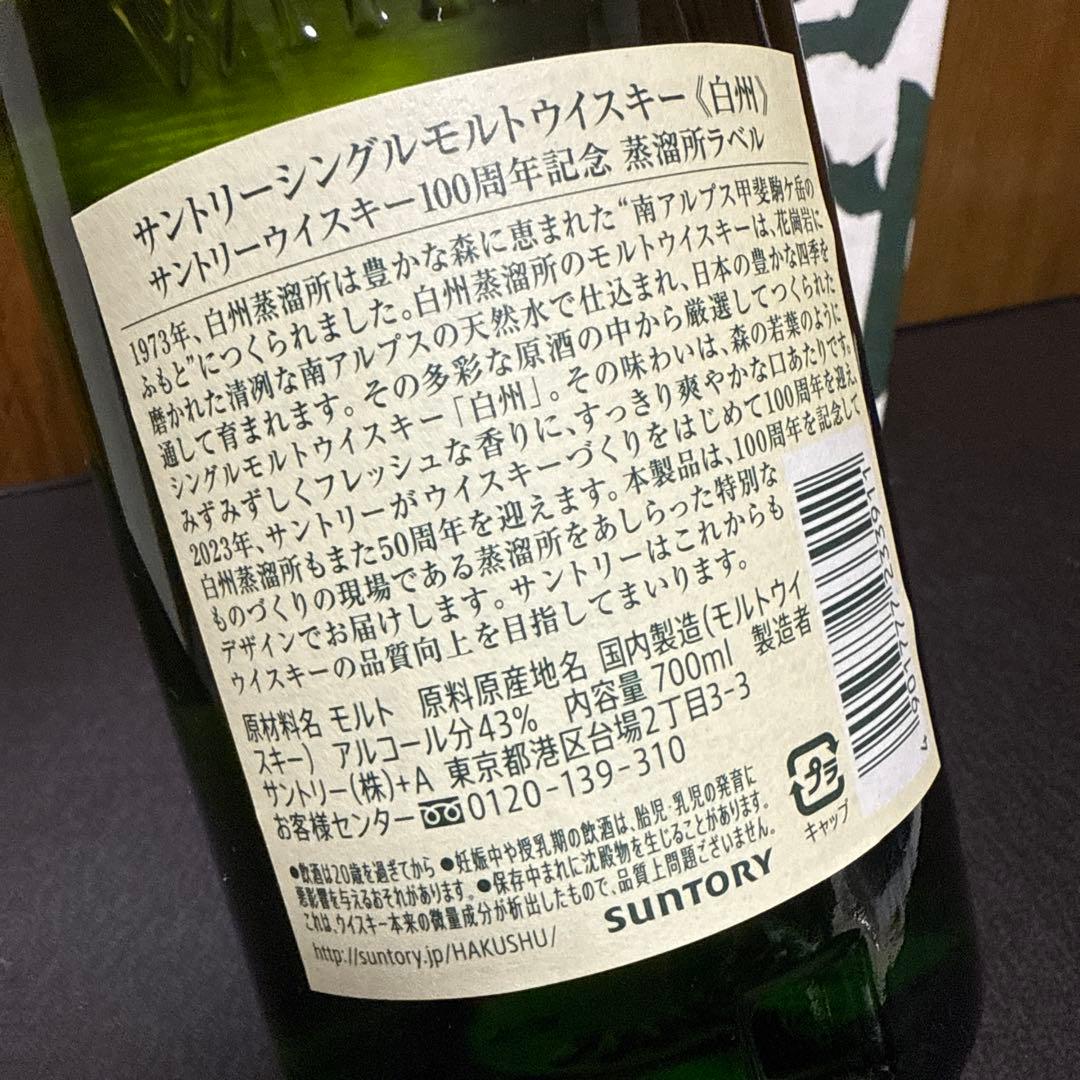 サントリーシングルモルトウイスキー《白州》
サントリーウイスキー100周年記念 蒸溜所ラベル
1973年、白州蒸溜所は豊かな森に恵まれた“南アルプス甲斐駒ケ岳の
ふもと”につくられました。白州蒸溜所のモルトウイスキーは、花崗岩に
磨かれた清冽な南アルプスの天然水で仕込まれ、日本の豊かな四季を
通して育まれます。その多彩な原酒の中から厳選してつくられた
シングルモルトウイスキー「白州」。その味わいは、森の若葉のように
みずみずしくフレッシュな香りに、すっきり爽やかな口あたりです。
2023年、サントリーがウイスキーづくりをはじめて100周年を迎え、
白州蒸溜所もまた50周年を迎えます。本製品は、100周年を記念して
ものづくりの現場である蒸溜所をあしらった特別な
デザインでお届けします。サントリーはこれからも
ウイスキーの品質向上を目指してまいります。
原材料名 モルト 原料原産地名 国内製造(モルトウイ
スキー) アルコール分43% 内容量 700ml 製造者
サントリー(株)+A 東京都港区台場2丁目3-3
お客様センター 0120-139-310
●飲酒は20歳を過ぎてから ●妊娠中や授乳期の飲酒は、胎児・乳児の発育に
悪影響を与えるおそれがあります。●保存中まれに沈殿物を生じることがあります。
これは、ウイスキー本来の微量成分が析出したもので、品質上問題ございません。
http://suntory.jp/HAKUSHU/
SUNTORY
プラ
キャップ